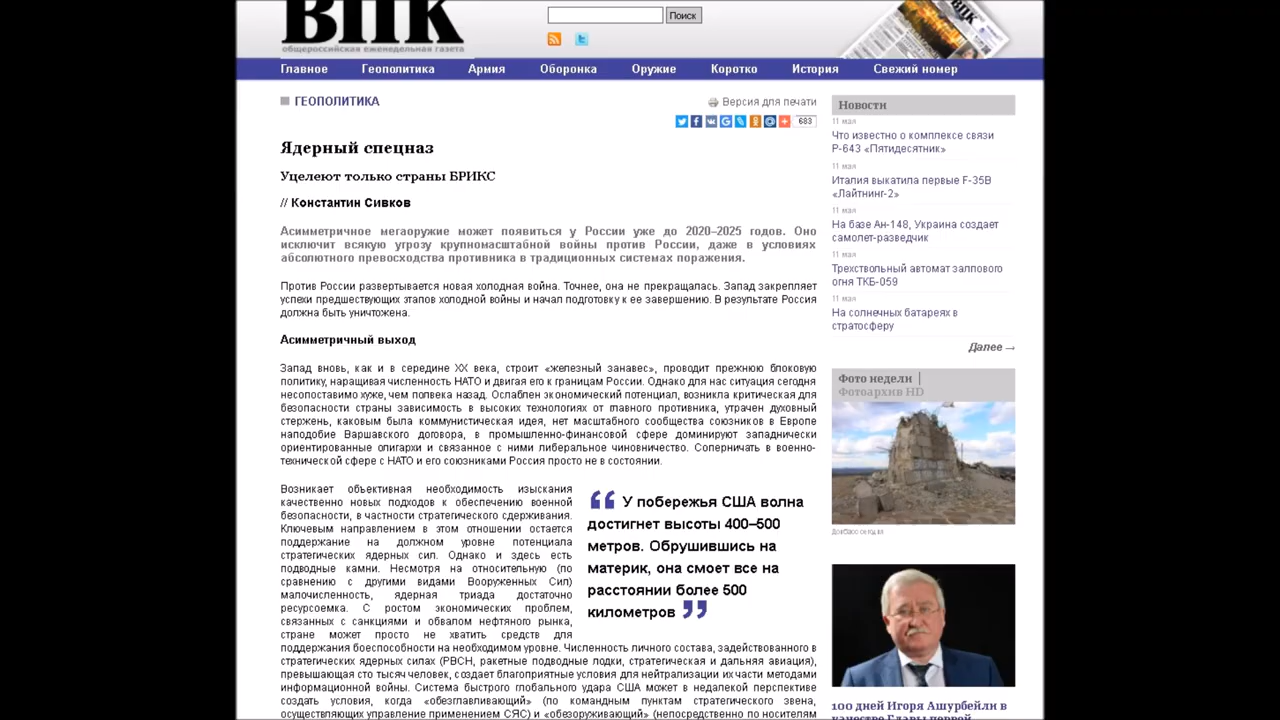 ВПК
общероссийская еженедельная газета
Поиск
Главное Геополитика Армия Оборонка Оружие Коротко История Свежий номер
ГЕОПОЛИТИКА
Версия для печати
683
Ядерный спецназ
Уцелеют только страны БРИКС
// Константин Сивков
Асимметричное мегаоружие может появиться у России уже до 2020–2025 годов. Оно
исключит всякую угрозу крупномасштабной войны против России, даже в условиях
абсолютного превосходства противника в традиционных системах поражения.
Против России развертывается новая холодная война. Точнее, она не прекращалась. Запад закрепляет
успехи предшествующих этапов холодной войны и начал подготовку к ее завершению. В результате Россия
должна быть уничтожена.
Асимметричный выход
Запад вновь, как и в середине XX века, строит «железный занавес», проводит прежнюю блоковую
политику, наращивая численность НАТО и двигая его к границам России. Однако для нас ситуация сегодня
несопоставимо хуже, чем полвека назад. Ослаблен экономический потенциал, возникла критическая для
безопасности страны зависимость в высоких технологиях от главного противника, утрачен духовный
стержень, каковым была коммунистическая идея, нет масштабного сообщества союзников в Европе
наподобие Варшавского договора, в промышленно-финансовой сфере доминируют западнически
ориентированные олигархи и связанное с ними либеральное чиновничество. Соперничать в военно-
технической сфере с НАТО и его союзниками Россия просто не в состоянии.
Возникает объективная необходимость изыскания
качественно новых подходов к обеспечению военной
безопасности, в частности стратегического сдерживания.
Ключевым направлением в этом отношении остается
поддержание на должном уровне потенциала
стратегических ядерных сил. Однако и здесь есть
подводные камни. Несмотря на относительную (по
сравнению с другими видами Вооруженных Сил)
малочисленность, ядерная триада достаточно
ресурсоемка. С ростом экономических проблем,
связанных с санкциями и обвалом нефтяного рынка,
стране может просто не хватить средств для
поддержания боеспособности на необходимом уровне. Численность личного состава, задействованного в
стратегических ядерных силах (РВСН, ракетные подводные лодки, стратегическая и дальняя авиация),
превышающая сто тысяч человек, создает благоприятные условия для нейтрализации их части методами
информационной войны. Система быстрого глобального удара США может в недалекой перспективе
создать условия, когда «обезглавливающий» (по командным пунктам стратегического звена,
осуществляющих управление применением СЯС) и «обезоруживающий» (непосредственно по носителям
“ У побережья США волна
достигнет высоты 400–500
метров. Обрушившись на
материк, она смоет все на
расстоянии более 500
километров ”
Новости
11 мая
Что известно о комплексе связи
Р-643 «Пятидесятник»
11 мая
Италия выкатила первые F-35B
«Лайтнинг-2»
11 мая
На базе Ан-148, Украина создает
самолет-разведчик
11 мая
Трехствольный автомат залпового
огня ТКБ-059
11 мая
На солнечных батареях в
стратосферу
Далее →
Фото недели |
Фотоархив HD
Донбасс сегодня
100 дней Игоря Ашурбейли в
качестве Главы первой